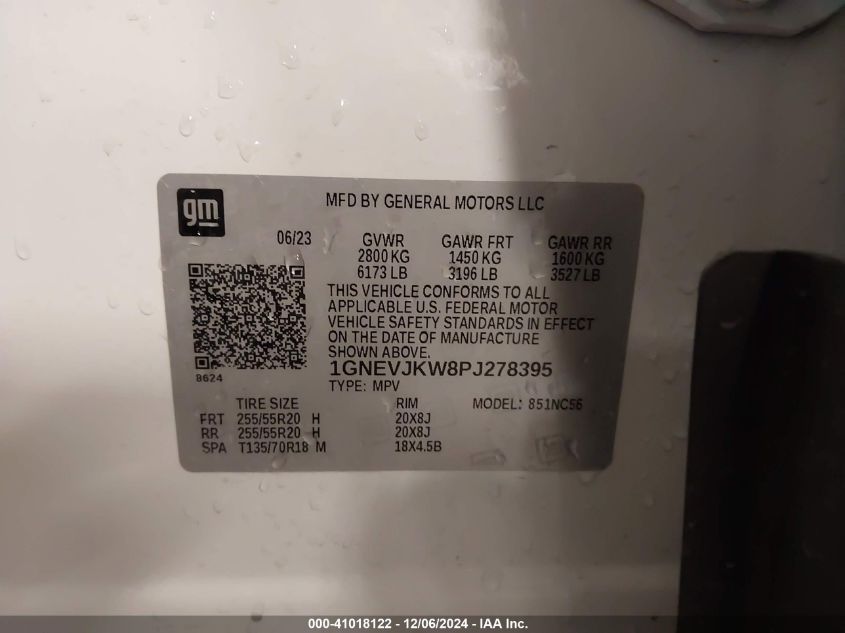 gm
MFD BY GENERAL MOTORS LLC
06/23 GVWR GAWR FRT GAWR RR
2800 KG 1450 KG 1600 KG
6173 LB 3196 LB 3527 LB
THIS VEHICLE CONFORMS TO ALL
APPLICABLE U.S. FEDERAL MOTOR
VEHICLE SAFETY STANDARDS IN EFFECT
ON THE DATE OF MANUFACTURE
SHOWN ABOVE.
8624
1GNEVJKW8PJ278395
TYPE: MPV
TIRE SIZE RIM MODEL: 851NC56
FRT 255/55R20 H 20X8J
RR 255/55R20 H 20X8J
SPA T135/70R18 M 18X4.5B
000-41018122 - 12/06/2024 - IAA Inc.